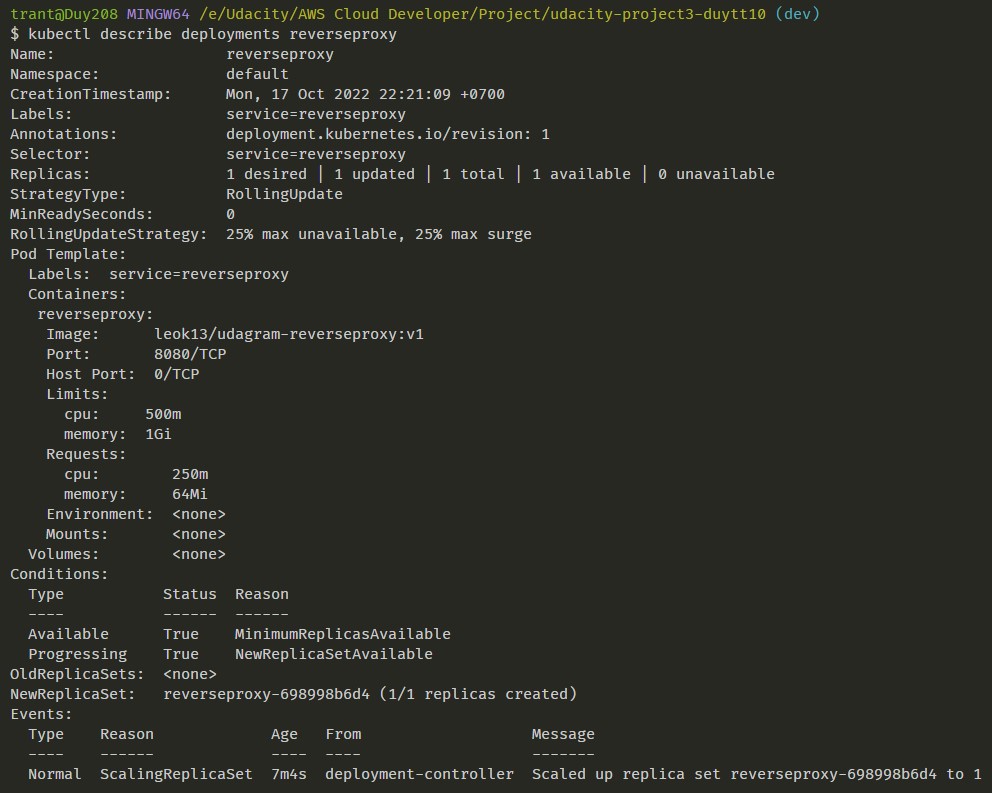 trant@Duy208 MINGW64 /e/Udacity/AWS Cloud Developer/Project/udacity-project3-duytt10 (dev)
$ kubectl describe deployments reverseproxy
Name:                   reverseproxy
Namespace:              default
CreationTimestamp:      Mon, 17 Oct 2022 22:21:09 +0700
Labels:                 service=reverseproxy
Annotations:            deployment.kubernetes.io/revision: 1
Selector:               service=reverseproxy
Replicas:               1 desired | 1 updated | 1 total | 1 available | 0 unavailable
StrategyType:           RollingUpdate
MinReadySeconds:        0
RollingUpdateStrategy:  25% max unavailable, 25% max surge
Pod Template:
  Labels:  service=reverseproxy
  Containers:
   reverseproxy:
    Image:      leok13/udagram-reverseproxy:v1
    Port:       8080/TCP
    Host Port:  0/TCP
    Limits:
      cpu:     500m
      memory:  1Gi
    Requests:
      cpu:        250m
      memory:     64Mi
    Environment:  <none>
    Mounts:       <none>
  Volumes:        <none>
Conditions:
  Type           Status  Reason
  ----           ------  ------
  Available      True    MinimumReplicasAvailable
  Progressing    True    NewReplicaSetAvailable
OldReplicaSets:  <none>
NewReplicaSet:   reverseproxy-698998b6d4 (1/1 replicas created)
Events:
  Type    Reason             Age   From                   Message
  ----    ------             ----  ----                   -------
  Normal  ScalingReplicaSet  7m4s  deployment-controller  Scaled up replica set reverseproxy-698998b6d4 to 1